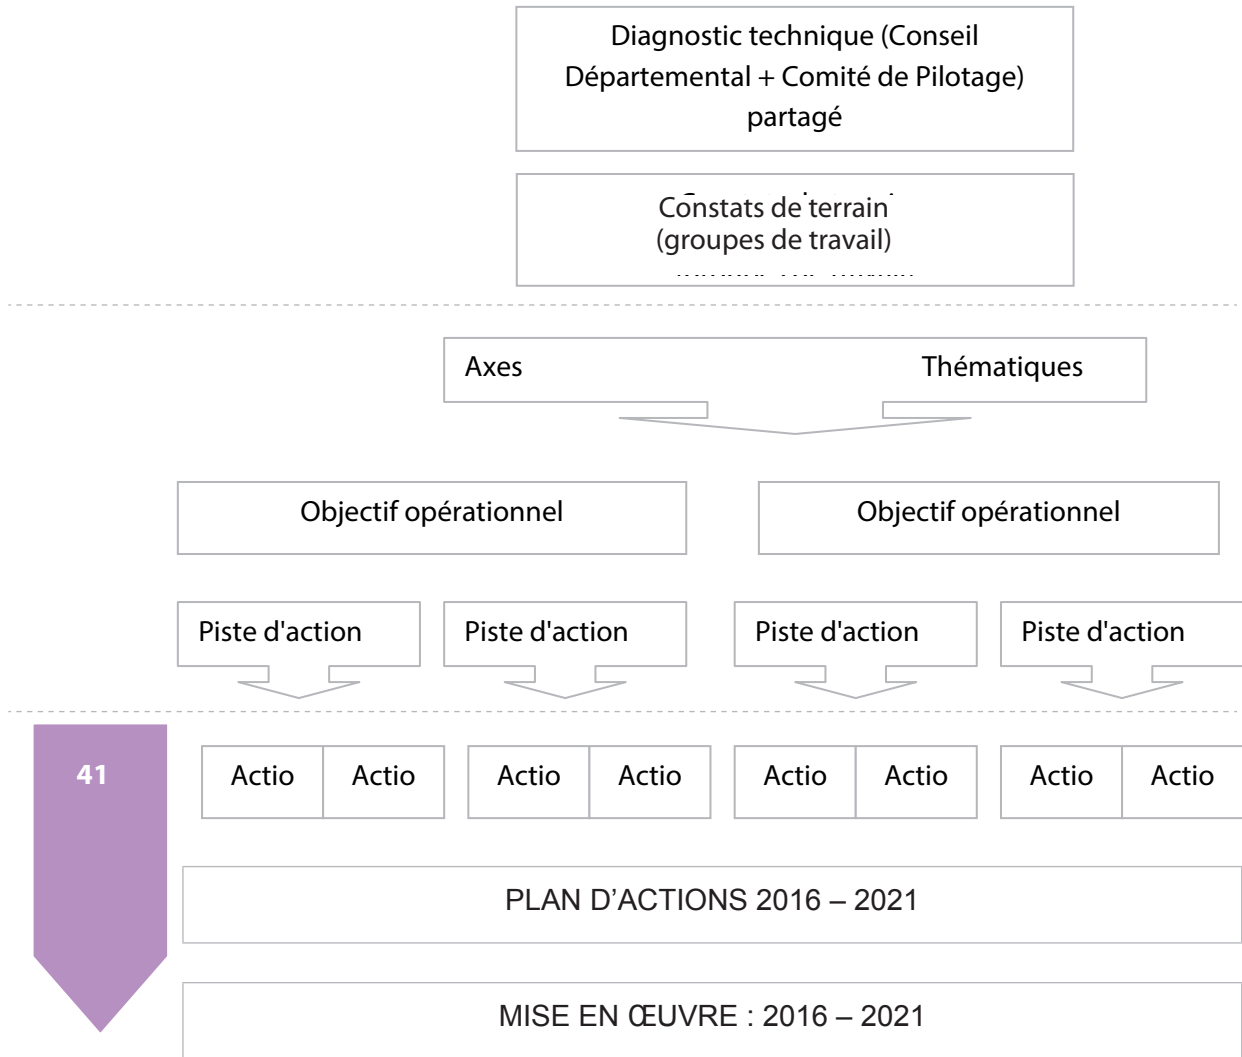 Diagnostic technique (Conseil
Départemental + Comité de Pilotage)
partagé
Constats de terrain
(groupes de travail)
Axes Thématiques
Objectif opérationnel Objectif opérationnel
Piste d'action Piste d'action Piste d'action Piste d'action
41 Actio Actio Actio Actio Actio Actio Actio Actio
PLAN D’ACTIONS 2016 – 2021
MISE EN ŒUVRE : 2016 – 2021